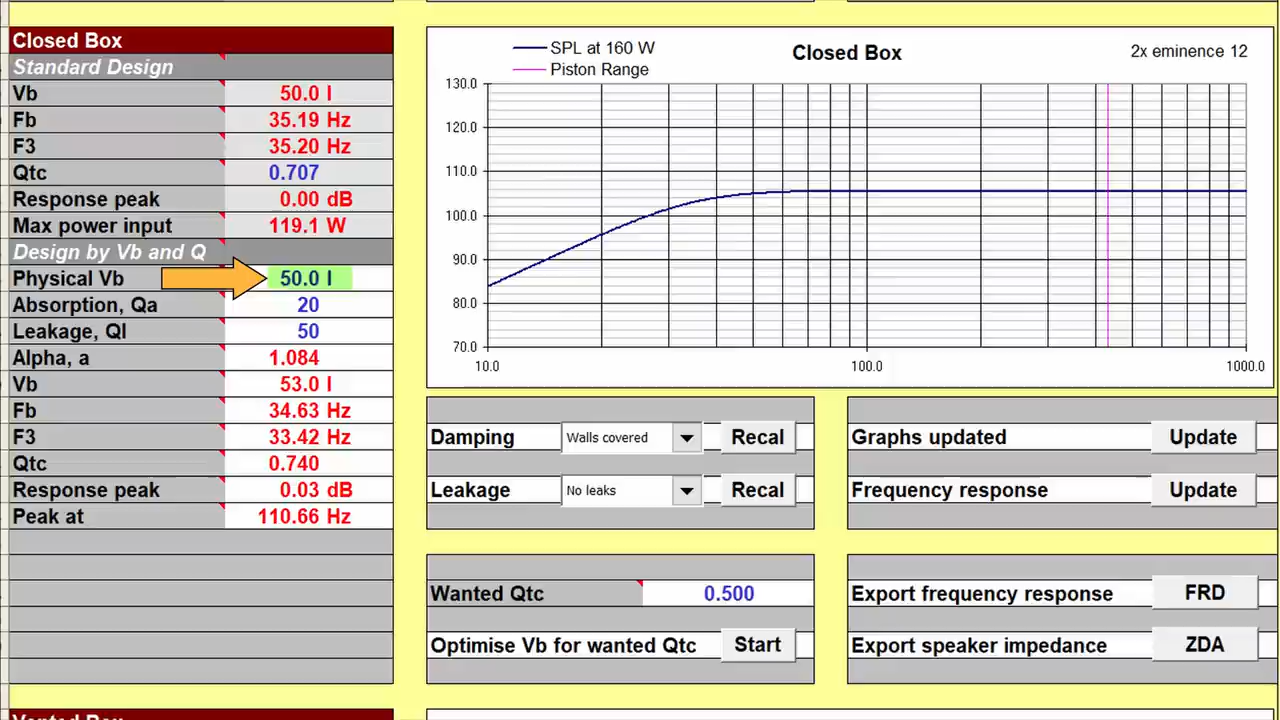 Closed Box
Standard Design
Vb 50.0 l
Fb 35.19 Hz
F3 35.20 Hz
Qtc 0.707
Response peak 0.00 dB
Max power input 119.1 W
Design by Vb and Q
Physical Vb 50.0 l
Absorption, Qa 20
Leakage, Ql 50
Alpha, a 1.084
Vb 53.0 l
Fb 34.63 Hz
F3 33.42 Hz
Qtc 0.740
Response peak 0.03 dB
Peak at 110.66 Hz
SPL at 160 W
Piston Range
Closed Box
2x eminence 12
130.0
120.0
110.0
100.0
90.0
80.0
70.0
10.0 100.0 1000.0
Damping Walls covered Recal
Leakage No leaks Recal
Graphs updated Update
Frequency response Update
Wanted Qtc 0.500
Optimise Vb for wanted Qtc Start
Export frequency response FRD
Export speaker impedance ZDA
Vented Box